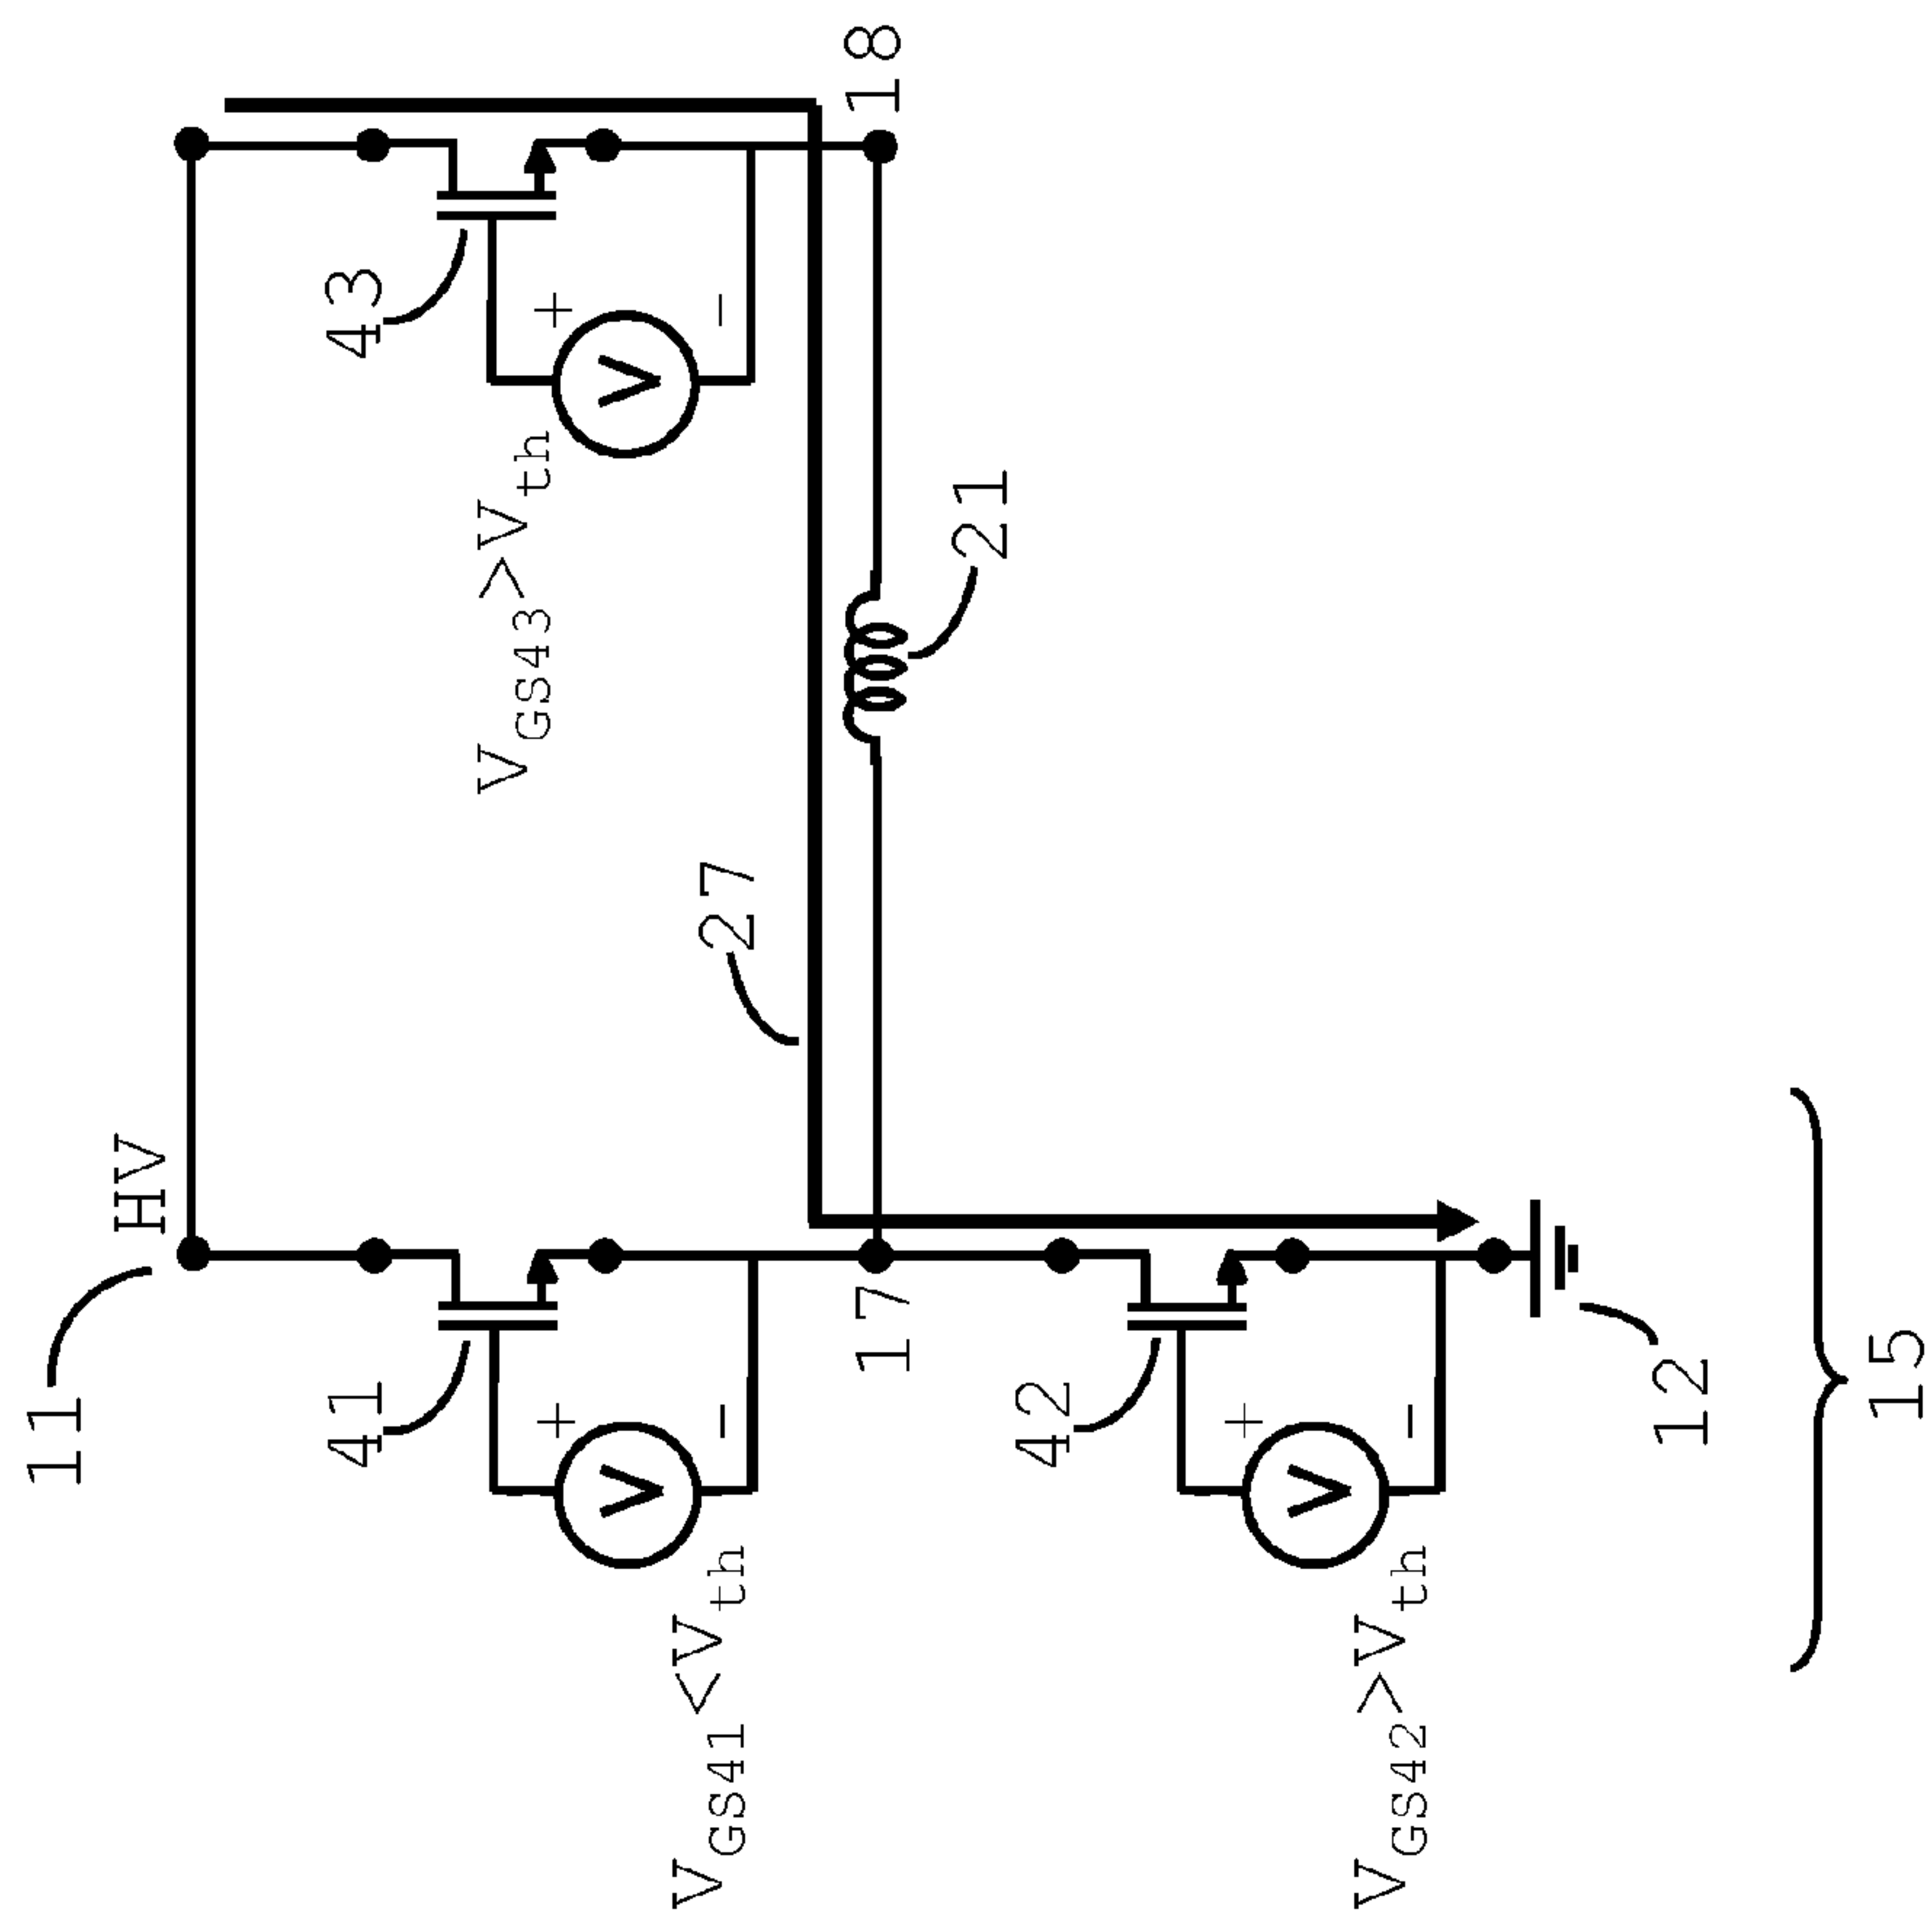 11
HV
41
43
+
+
V
V
−
−
V_GS43>V_th
V_GS41<V_th
27
17
18
21
42
+
V
−
V_GS42>V_th
12
15